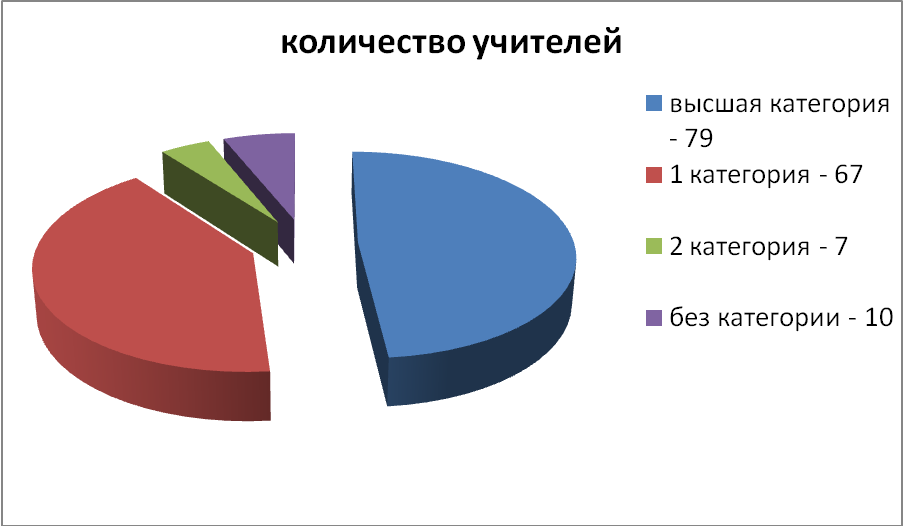 количество учителей
высшая категория
- 79
1 категория - 67
2 категория - 7
без категории - 10